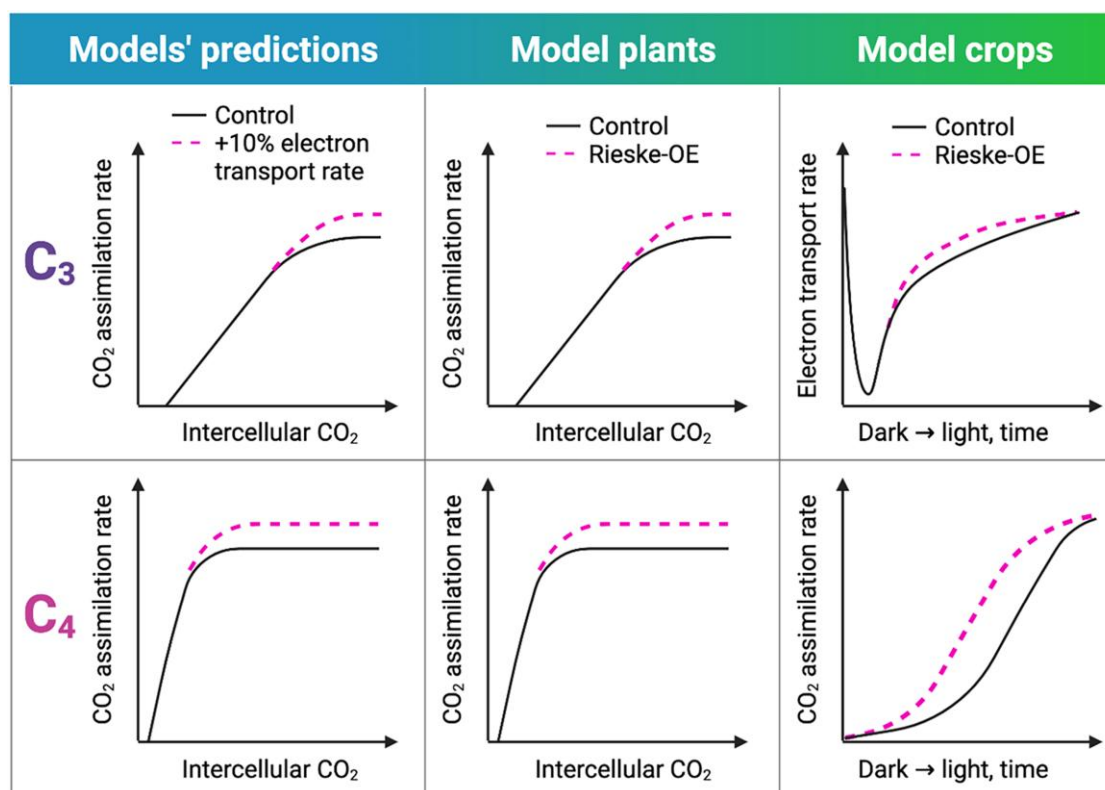 Models' predictions
Model plants
Model crops
C₃
Control
+10% electron
transport rate
CO₂ assimilation rate
Intercellular CO₂
Control
Rieske-OE
CO₂ assimilation rate
Intercellular CO₂
Control
Rieske-OE
Electron transport rate
Dark → light, time
C₄
CO₂ assimilation rate
Intercellular CO₂
CO₂ assimilation rate
Intercellular CO₂
CO₂ assimilation rate
Dark → light, time